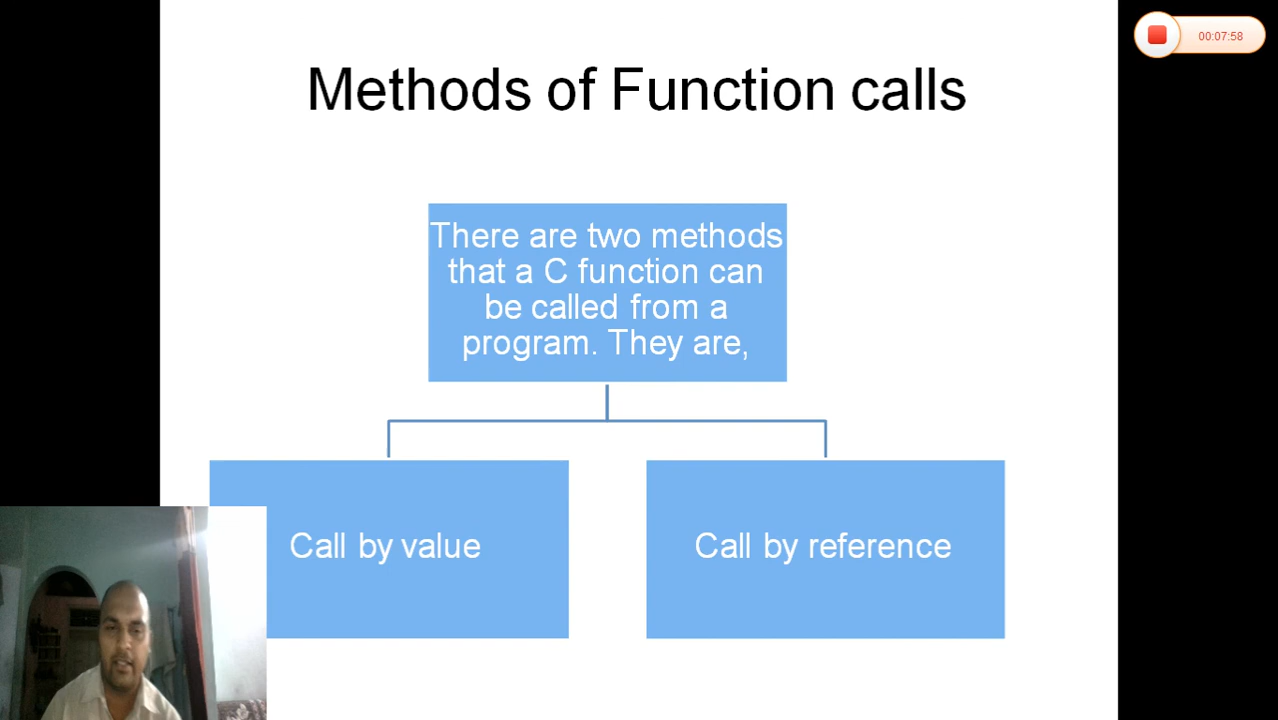 00:07:58
Methods of Function calls
There are two methods
that a C function can
be called from a
program. They are,
Call by value
Call by reference